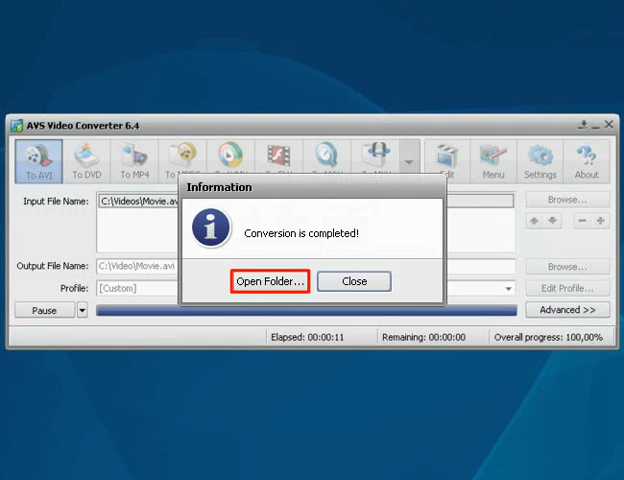 AVS Video Converter 6.4
To AVI
To DVD
To MP4
Edit
Menu
Settings
About
Information
Input File Name:
C:\Videos\Movie.av
Browse...
Conversion is completed!
Output File Name:
C:\Video\Movie.avi
Browse...
Open Folder...
Close
Profile:
[Custom]
Edit Profile...
Pause
Advanced >>
Elapsed: 00:00:11
Remaining: 00:00:00
Overall progress: 100,00%